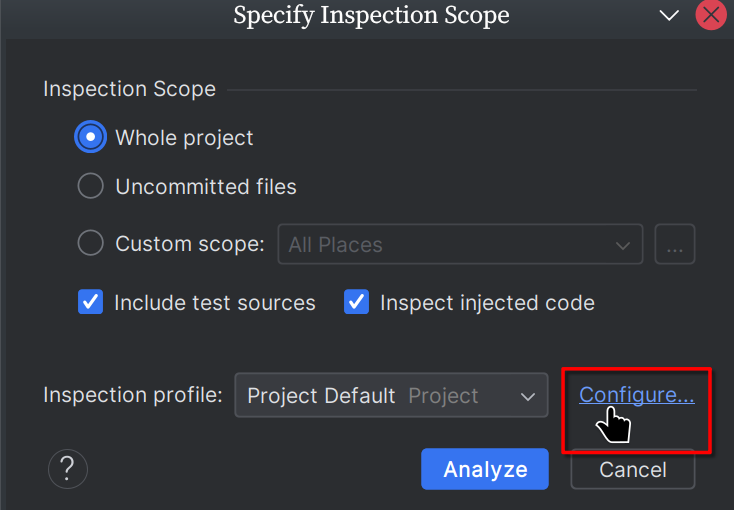 Specify Inspection Scope
Inspection Scope
Whole project
Uncommitted files
Custom scope: All Places ...
Include test sources Inspect injected code
Inspection profile: Project Default Project Configure...
? Analyze Cancel